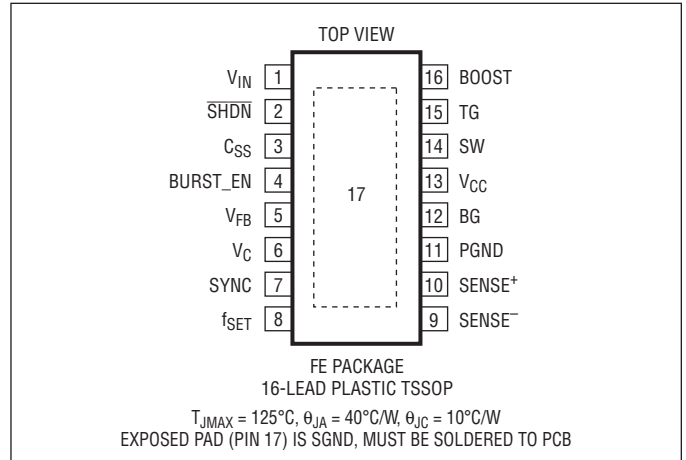 TOP VIEW
V_IN 1
S̅H̅D̅N̅ 2
C_SS 3
BURST_EN 4
V_FB 5
V_C 6
SYNC 7
f_SET 8
17
16 BOOST
15 TG
14 SW
13 V_CC
12 BG
11 PGND
10 SENSE⁺
9 SENSE⁻
FE PACKAGE
16-LEAD PLASTIC TSSOP
T_JMAX = 125°C, θ_JA = 40°C/W, θ_JC = 10°C/W
EXPOSED PAD (PIN 17) IS SGND, MUST BE SOLDERED TO PCB